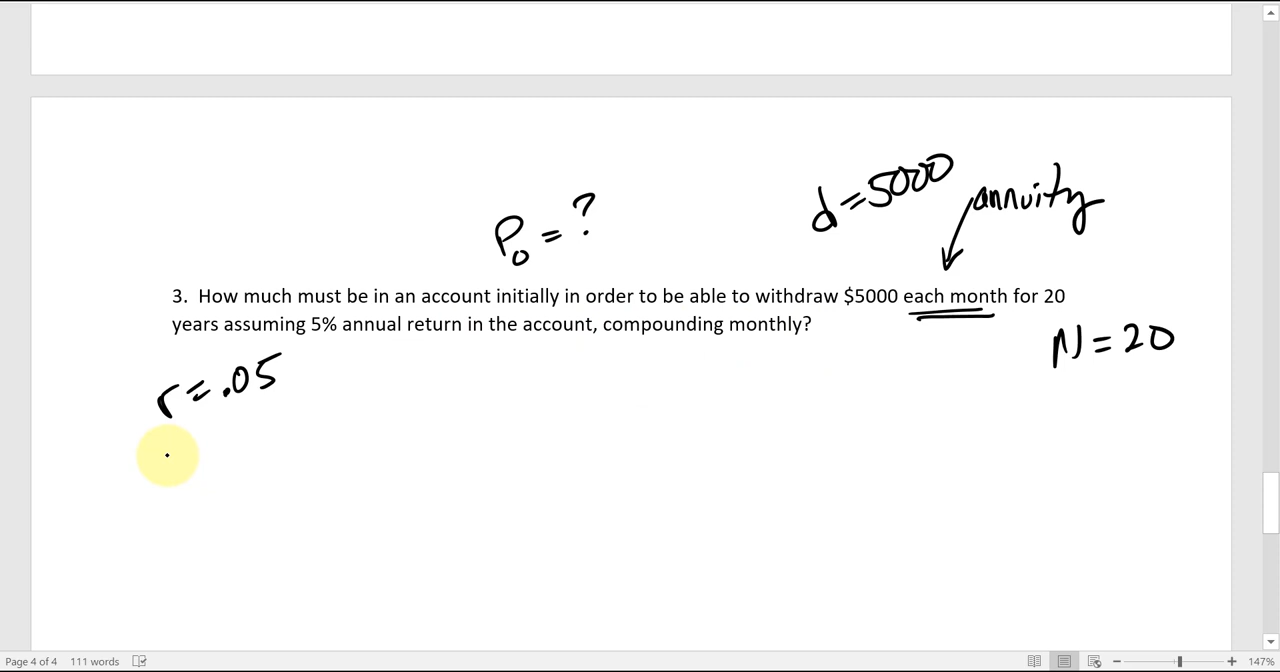 d=5000
annuity
P0=?
3. How much must be in an account initially in order to be able to withdraw $5000 each month for 20
years assuming 5% annual return in the account, compounding monthly?
N=20
r=.05
Page 4 of 4 111 words
147%